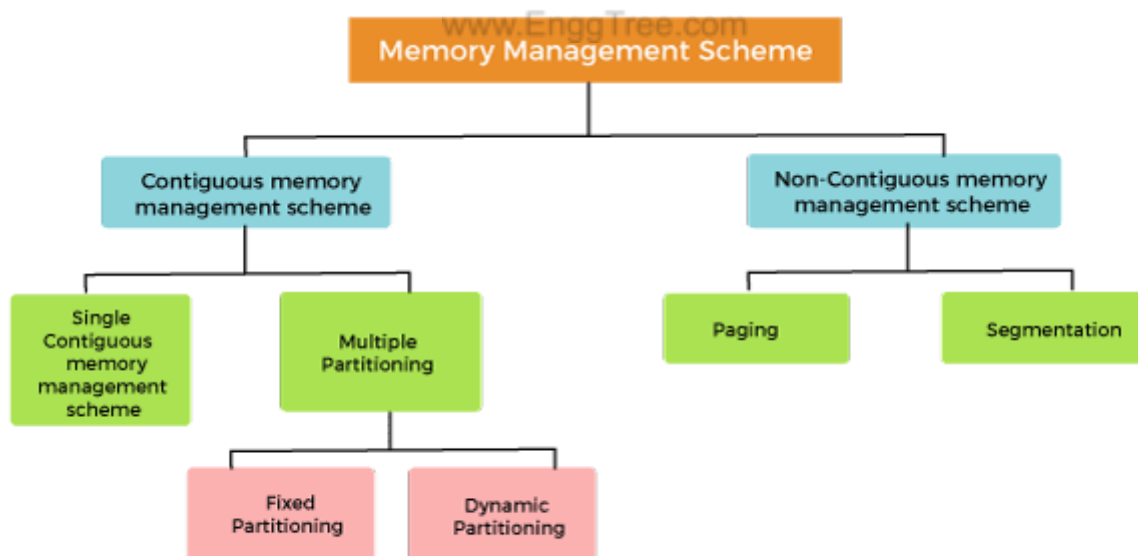 www.EnggTree.com
Memory Management Scheme
Contiguous memory
management scheme
Non-Contiguous memory
management scheme
Single
Contiguous
memory
management
scheme
Multiple
Partitioning
Paging
Segmentation
Fixed
Partitioning
Dynamic
Partitioning